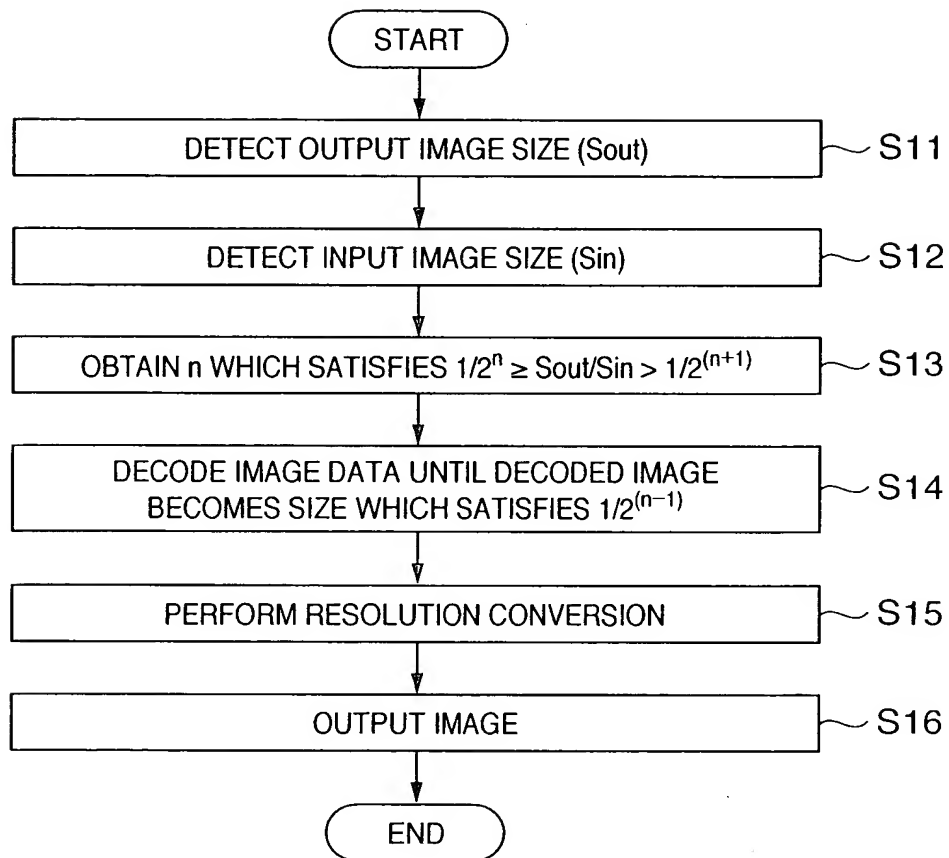 START
DETECT OUTPUT IMAGE SIZE (Sout)
S11
DETECT INPUT IMAGE SIZE (Sin)
S12
OBTAIN n WHICH SATISFIES 1/2^n ≥ Sout/Sin > 1/2^(n+1)
S13
DECODE IMAGE DATA UNTIL DECODED IMAGE
BECOMES SIZE WHICH SATISFIES 1/2^(n−1)
S14
PERFORM RESOLUTION CONVERSION
S15
OUTPUT IMAGE
S16
END